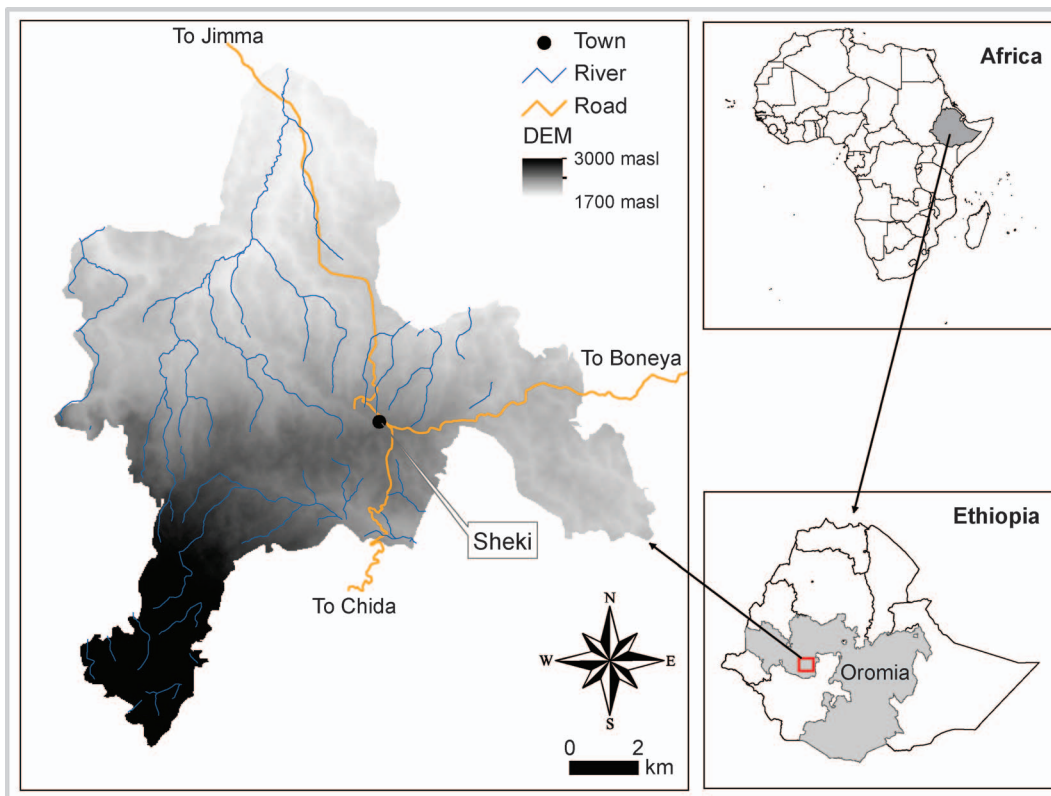 To Jimma
Town
River
Road
DEM
3000 masl
1700 masl
To Boneya
Sheki
To Chida
N
W
E
S
0 2
km
Africa
Ethiopia
Oromia